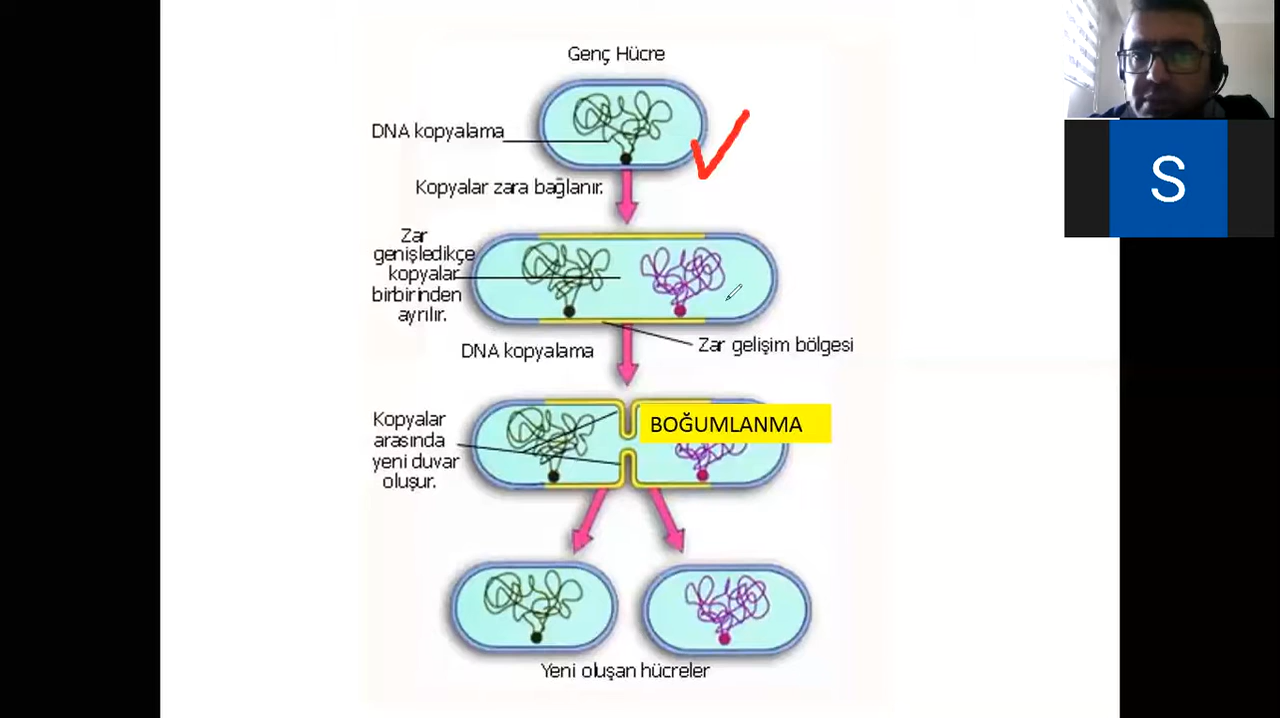 Genç Hücre
DNA kopyalama
Kopyalar zara bağlanır.
Zar
genişledikçe
kopyalar
birbirinden
ayrılır.
Zar gelişim bölgesi
DNA kopyalama
Kopyalar
arasında
yeni duvar
oluşur.
BOĞUMLANMA
Yeni oluşan hücreler
S